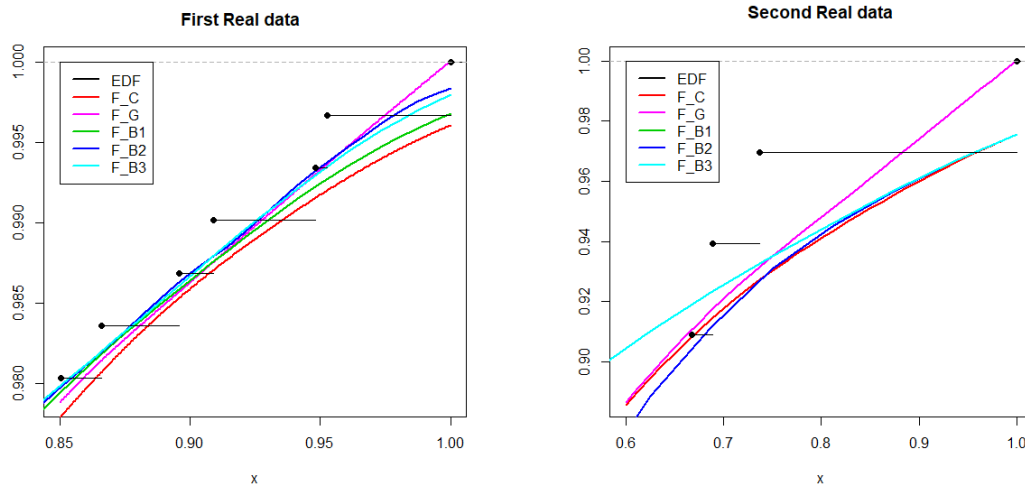 First Real data
1.000
0.995
0.990
0.985
0.980
EDF
F_C
F_G
F_B1
F_B2
F_B3
0.85
0.90
0.95
1.00
x
Second Real data
1.00
0.98
0.96
0.94
0.92
0.90
EDF
F_C
F_G
F_B1
F_B2
F_B3
0.6
0.7
0.8
0.9
1.0
x